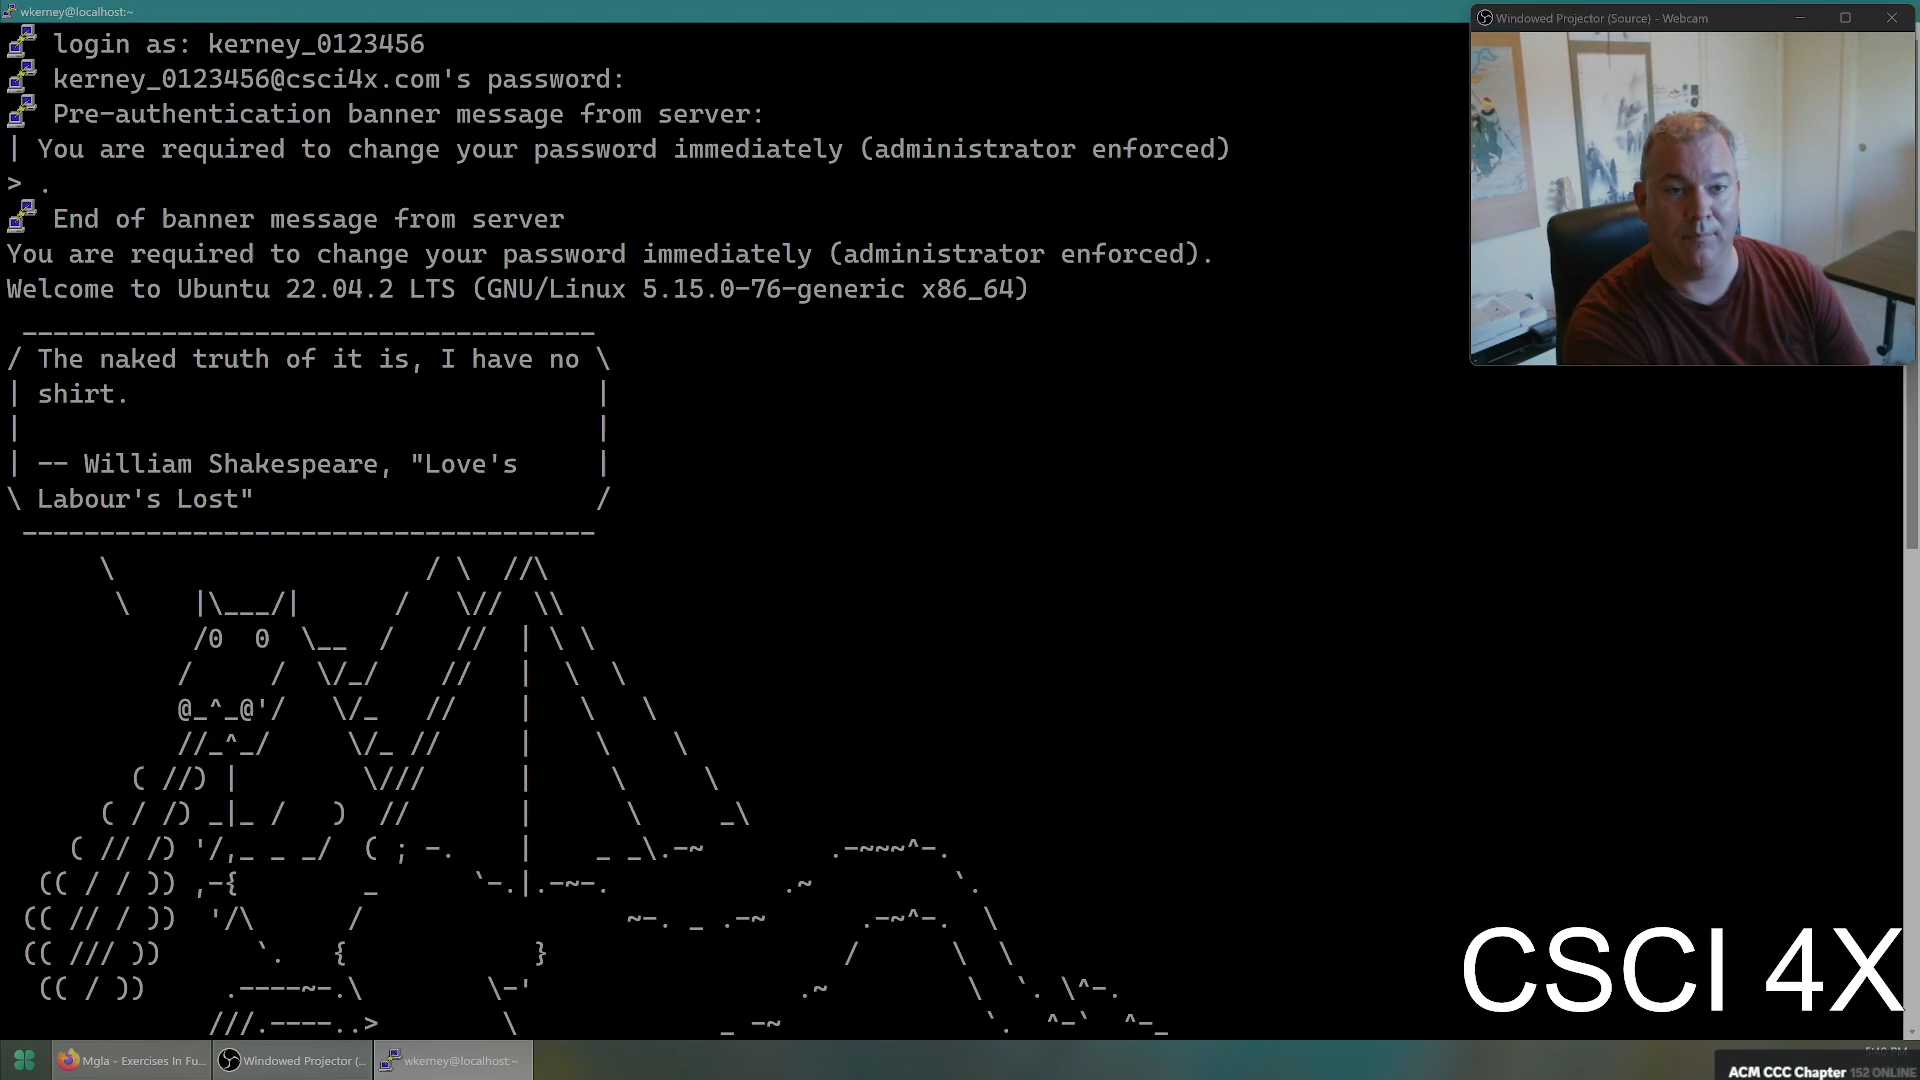 wkerney@localhost:~
Windowed Projector (Source) - Webcam
login as: kerney_0123456
kerney_0123456@csci4x.com's password:
Pre-authentication banner message from server:
| You are required to change your password immediately (administrator enforced)
> .
End of banner message from server
You are required to change your password immediately (administrator enforced).
Welcome to Ubuntu 22.04.2 LTS (GNU/Linux 5.15.0-76-generic x86_64)
/ The naked truth of it is, I have no \
| shirt. |
| |
| -- William Shakespeare, "Love's |
\ Labour's Lost" /
CSCI 4X
Mgla - Exercises In Fu...
Windowed Projector (...
wkerney@localhost:~
ACM CCC Chapter 152 ONLINE